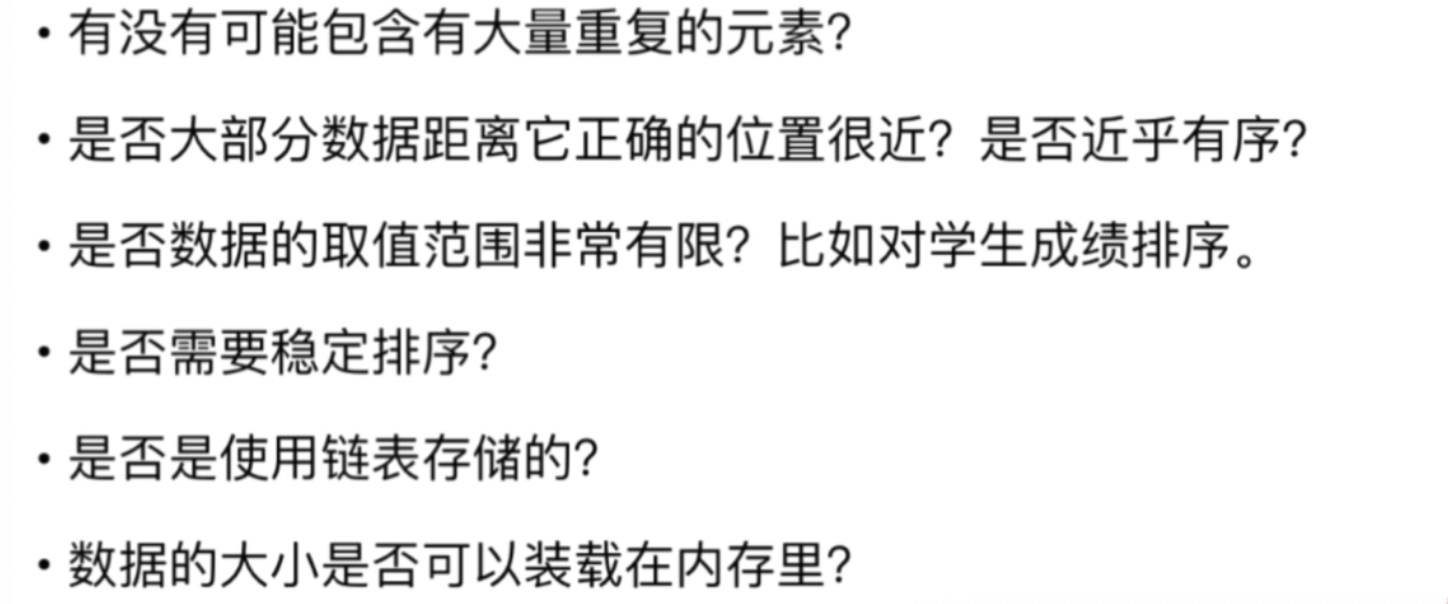 • 有没有可能包含有大量重复的元素？
• 是否大部分数据距离它正确的位置很近？是否近乎有序？
• 是否数据的取值范围非常有限？比如对学生成绩排序。
• 是否需要稳定排序？
• 是否是使用链表存储的？
• 数据的大小是否可以装载在内存里？